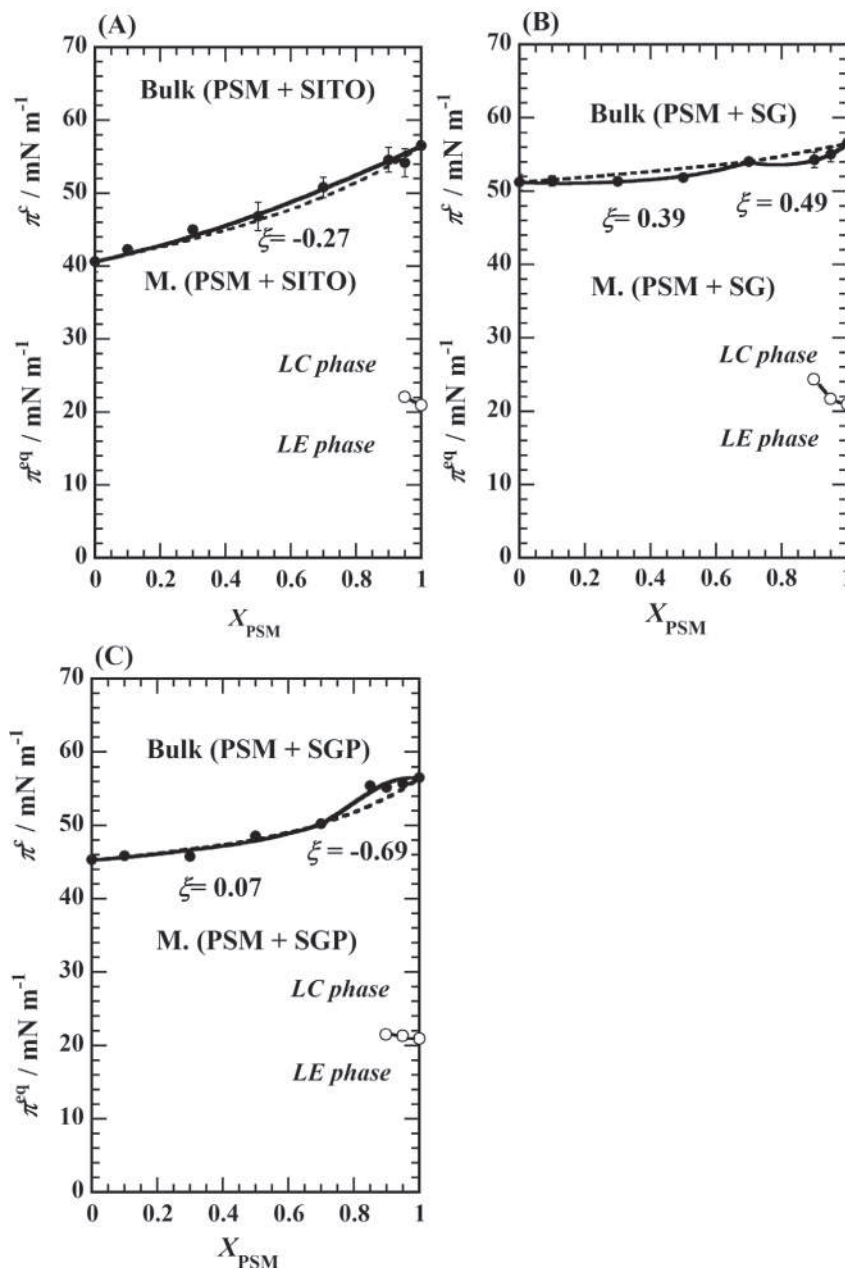 (A)
70
60
50
40
30
20
10
0
πᶜ / mN m⁻¹
π^eq / mN m⁻¹
Bulk (PSM + SITO)
ξ= -0.27
M. (PSM + SITO)
LC phase
LE phase
0 0.2 0.4 0.6 0.8 1
X_PSM
(B)
70
60
50
40
30
20
10
0
πᶜ / mN m⁻¹
π^eq / mN m⁻¹
Bulk (PSM + SG)
ξ= 0.39
ξ = 0.49
M. (PSM + SG)
LC phase
LE phase
0 0.2 0.4 0.6 0.8 1
X_PSM
(C)
70
60
50
40
30
20
10
0
πᶜ / mN m⁻¹
π^eq / mN m⁻¹
Bulk (PSM + SGP)
ξ = -0.69
ξ= 0.07
M. (PSM + SGP)
LC phase
LE phase
0 0.2 0.4 0.6 0.8 1
X_PSM